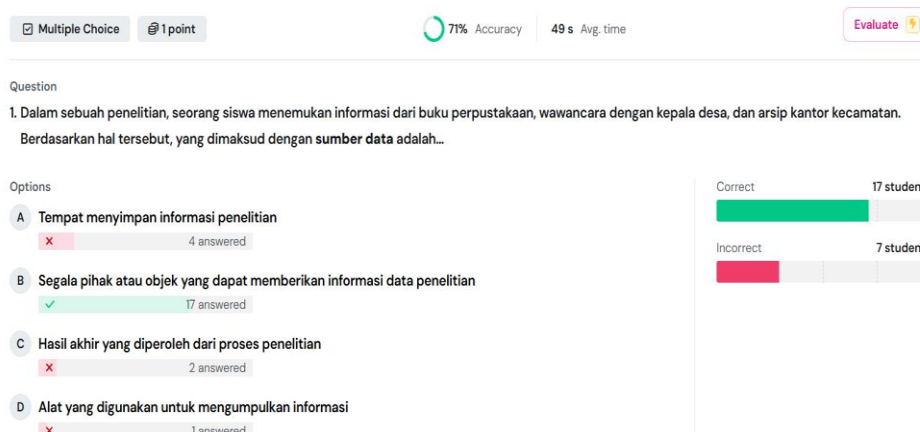 Multiple Choice
1 point
71% Accuracy
49 s Avg. time
Evaluate
Question
1. Dalam sebuah penelitian, seorang siswa menemukan informasi dari buku perpustakaan, wawancara dengan kepala desa, dan arsip kantor kecamatan.
Berdasarkan hal tersebut, yang dimaksud dengan sumber data adalah...
Options
A Tempat menyimpan informasi penelitian
4 answered
B Segala pihak atau objek yang dapat memberikan informasi data penelitian
17 answered
C Hasil akhir yang diperoleh dari proses penelitian
2 answered
D Alat yang digunakan untuk mengumpulkan informasi
1 answered
Correct 17 studen
Incorrect 7 studen